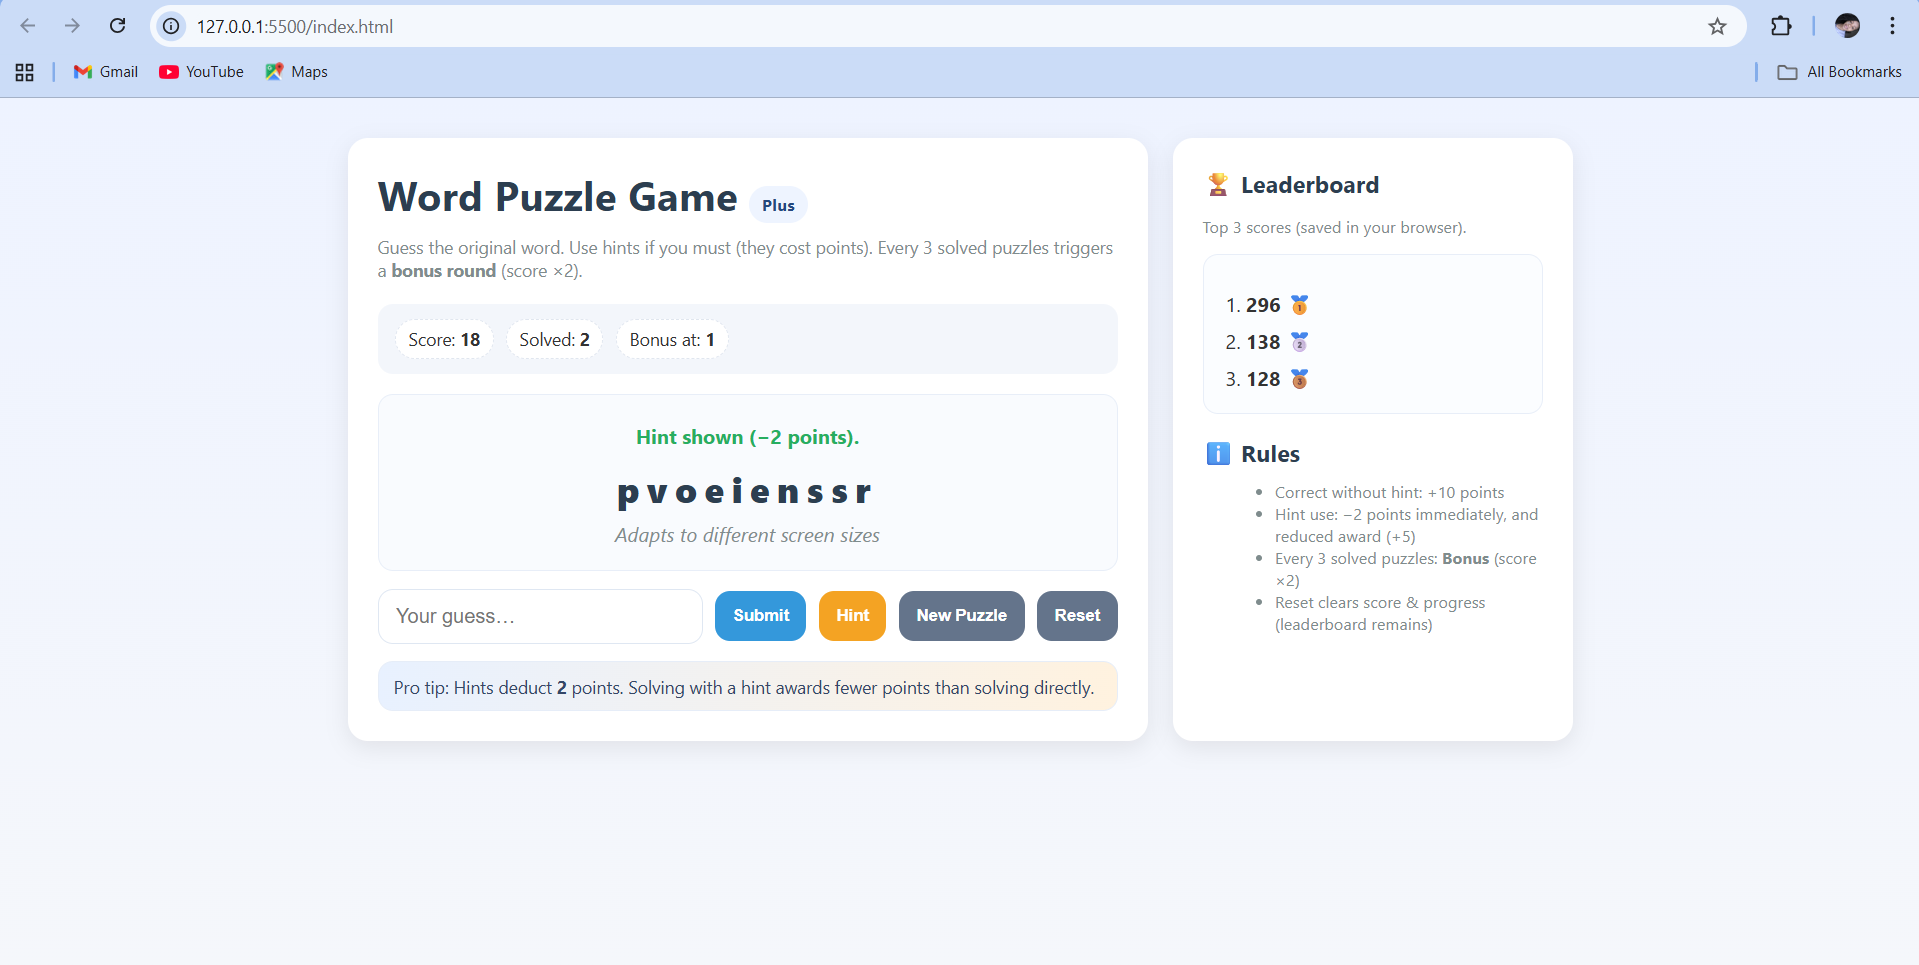 127.0.0.1:5500/index.html
Gmail YouTube Maps All Bookmarks
Word Puzzle Game Plus
Guess the original word. Use hints if you must (they cost points). Every 3 solved puzzles triggers
a bonus round (score ×2).
Score: 18 Solved: 2 Bonus at: 1
Hint shown (−2 points).
p v o e i e n s s r
Adapts to different screen sizes
Your guess…
Submit Hint New Puzzle Reset
Pro tip: Hints deduct 2 points. Solving with a hint awards fewer points than solving directly.
Leaderboard
Top 3 scores (saved in your browser).
1. 296 🥇
2. 138 🥈
3. 128 🥉
Rules
• Correct without hint: +10 points
• Hint use: −2 points immediately, and
reduced award (+5)
• Every 3 solved puzzles: Bonus (score
×2)
• Reset clears score & progress
(leaderboard remains)